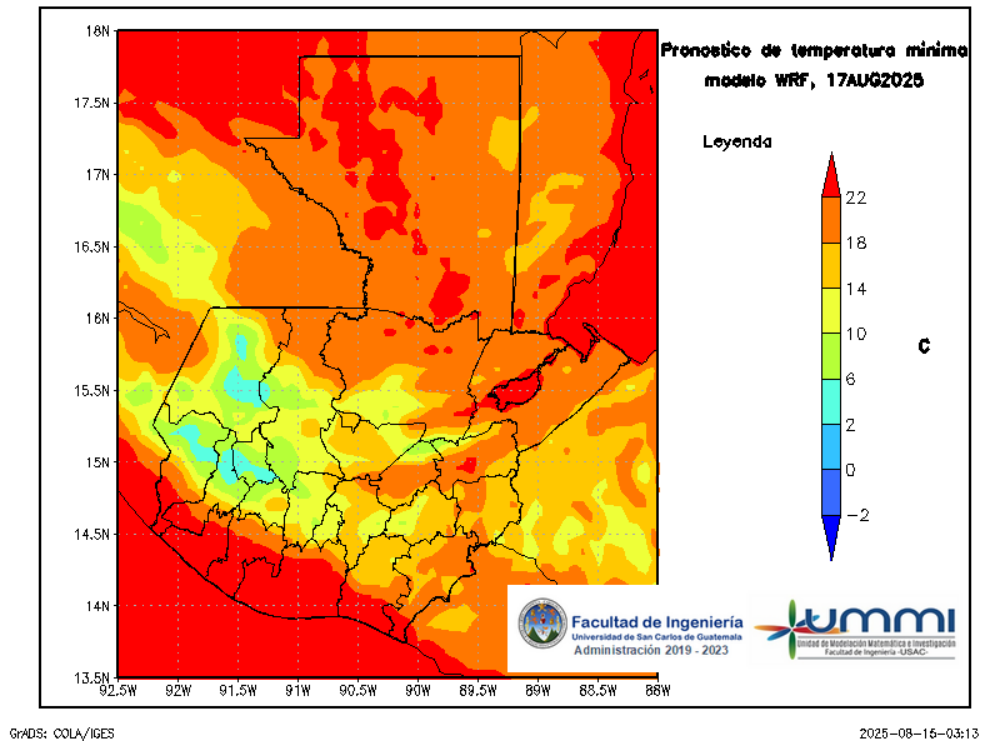 Pronostico de temperatura minima
modelo WRF, 17AUG2025
Leyenda
22
18
14
10
6
2
0
−2
C
18N
17.5N
17N
16.5N
16N
15.5N
15N
14.5N
14N
13.5N
92.5W 92W 91.5W 91W 90.5W 90W 89.5W 89W 88.5W 88W
Facultad de Ingeniería
Universidad de San Carlos de Guatemala
Administración 2019 - 2023
ummi
Unidad de Modelación Matemática e Investigación
Facultad de Ingeniería -USAC-
GrADS: COLA/IGES
2025-08-15-03:13